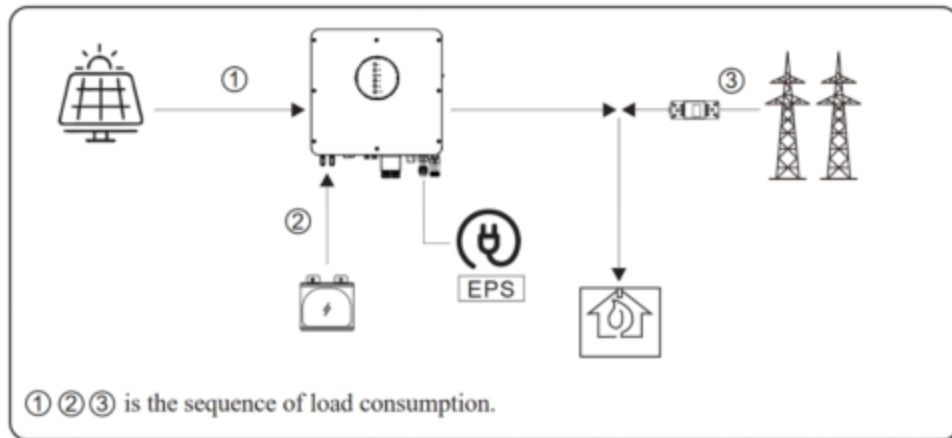 ①
③
②
EPS
① ② ③ is the sequence of load consumption.